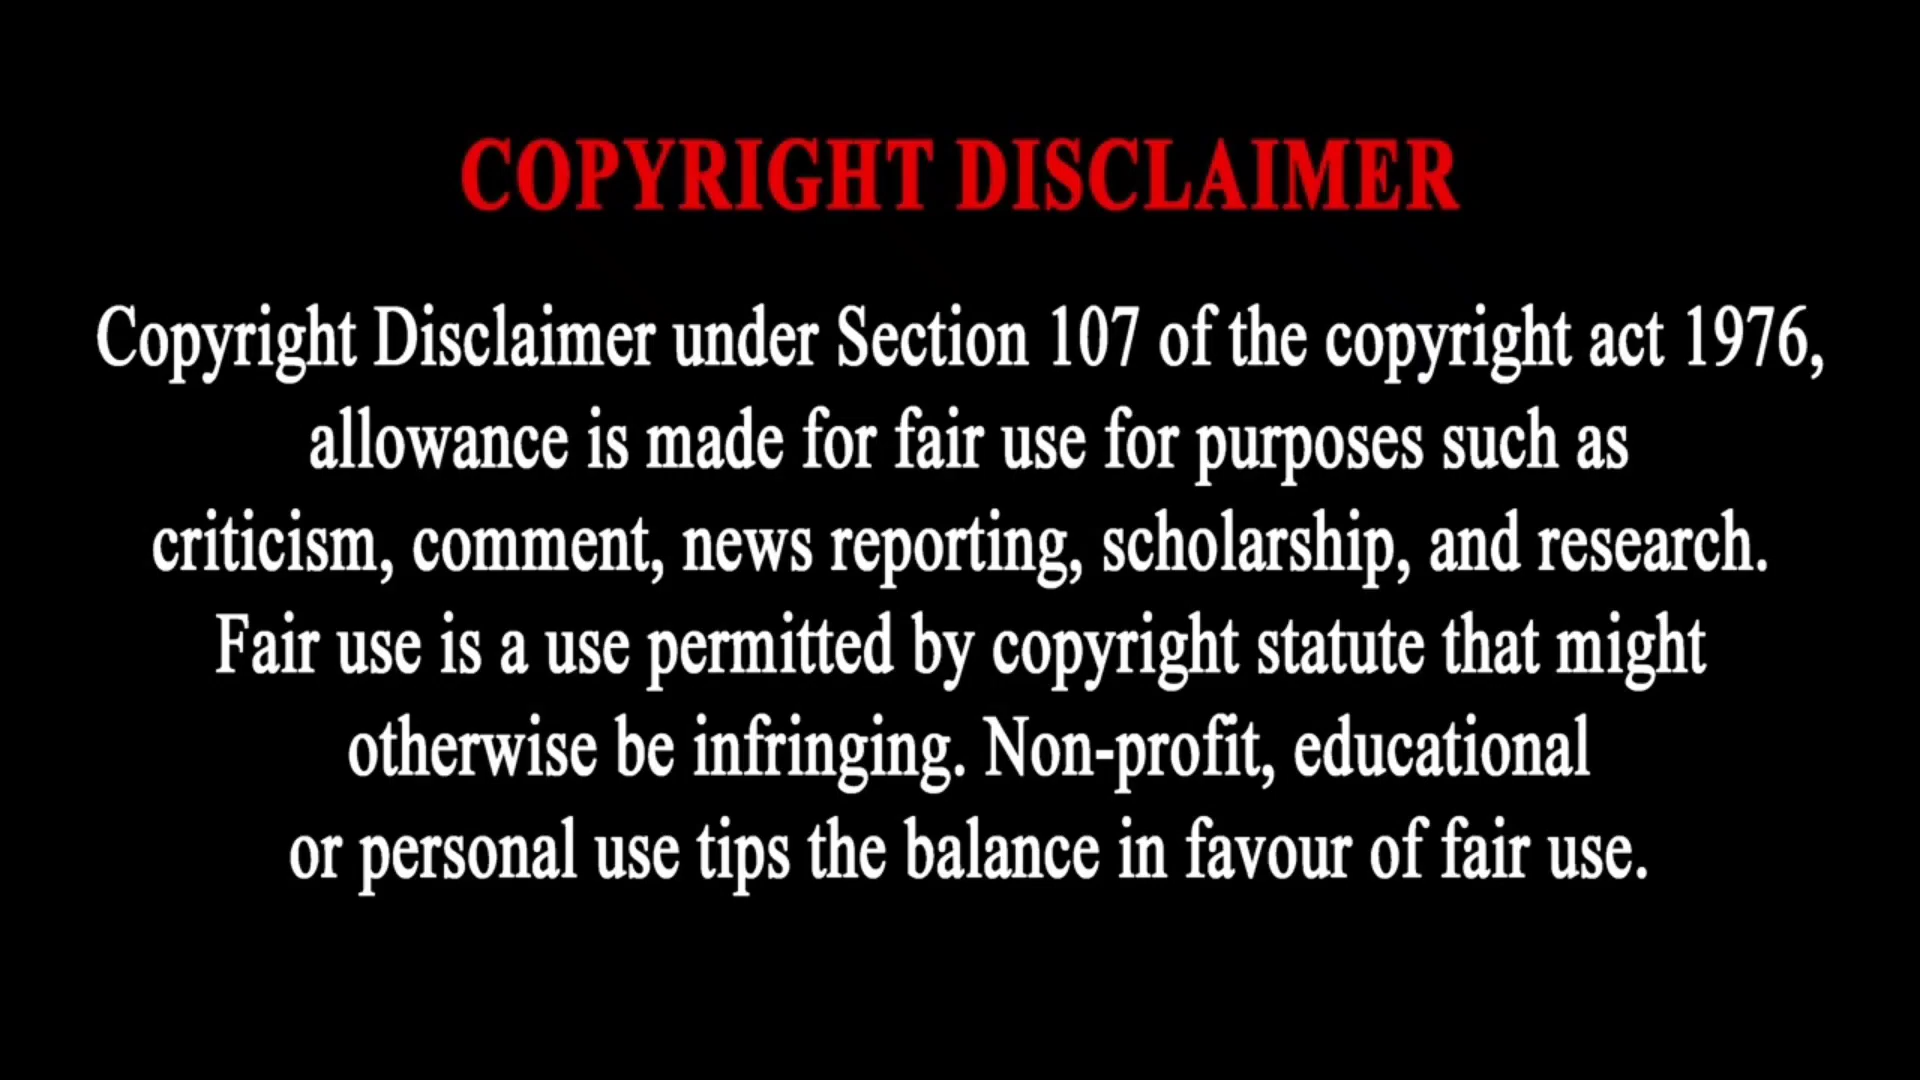 COPYRIGHT DISCLAIMER
Copyright Disclaimer under Section 107 of the copyright act 1976,
allowance is made for fair use for purposes such as
criticism, comment, news reporting, scholarship, and research.
Fair use is a use permitted by copyright statute that might
otherwise be infringing. Non-profit, educational
or personal use tips the balance in favour of fair use.